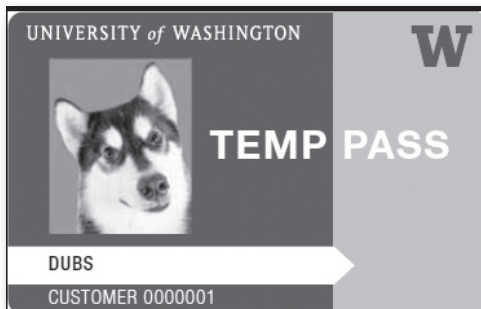 UNIVERSITY of WASHINGTON
W
TEMP PASS
DUBS
CUSTOMER 0000001